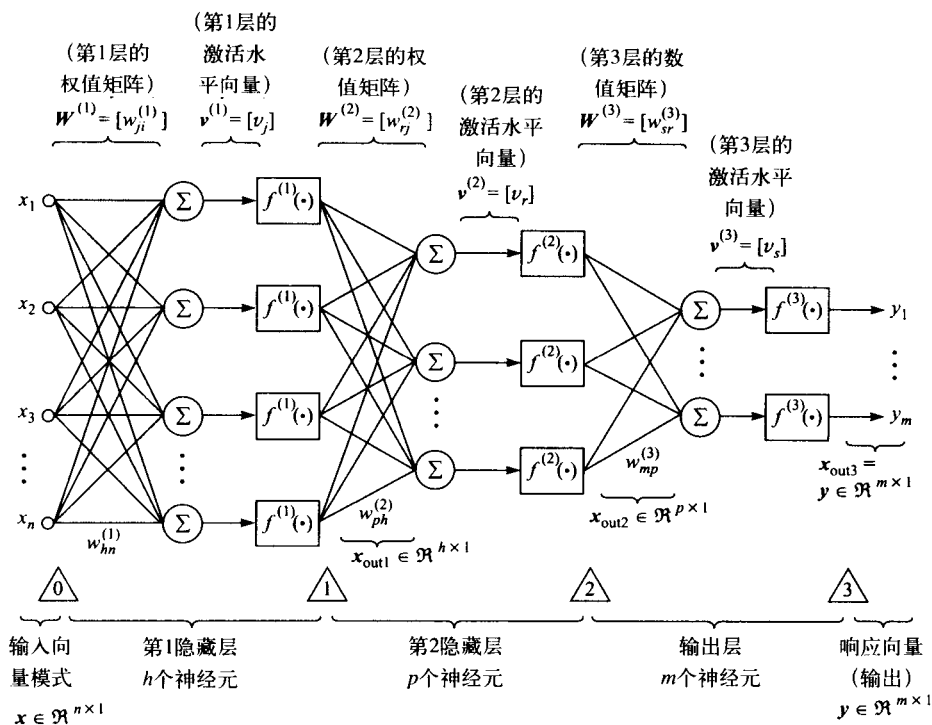 (第1层的
权值矩阵)
W^(1)=[w_ji^(1)]
(第1层的
激活水
平向量)
v^(1)=[v_j]
(第2层的权
值矩阵)
W^(2)=[w_rj^(2)]
(第2层的
激活水平
向量)
v^(2)=[v_r]
(第3层的数
值矩阵)
W^(3)=[w_sr^(3)]
(第3层的
激活水平
向量)
v^(3)=[v_s]
x_1 Σ f^(1)(•)
Σ f^(2)(•)
x_2 Σ f^(1)(•) Σ f^(3)(•) y_1
Σ f^(2)(•)
x_3 Σ f^(1)(•) Σ f^(3)(•) y_m
Σ f^(2)(•)
x_n Σ f^(1)(•)
w_hn^(1)
w_ph^(2)
w_mp^(3)
x_out1 ∈ ℜ^h×1
x_out2 ∈ ℜ^p×1
x_out3 =
y ∈ ℜ^m×1
0 1 2 3
输入向
量模式
x ∈ ℜ^n×1
第1隐藏层
h个神经元
第2隐藏层
p个神经元
输出层
m个神经元
响应向量
(输出)
y ∈ ℜ^m×1